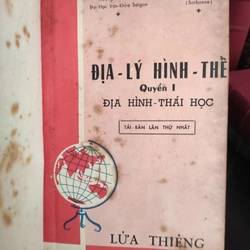 Đại Học Văn-Khoa Saigon
(Sorbonne)
ĐỊA-LÝ HÌNH-THỂ
Quyển I
ĐỊA HÌNH-THÁI HỌC
TÁI-BẢN LẦN THỨ NHẤT
LỬA THIÊNG